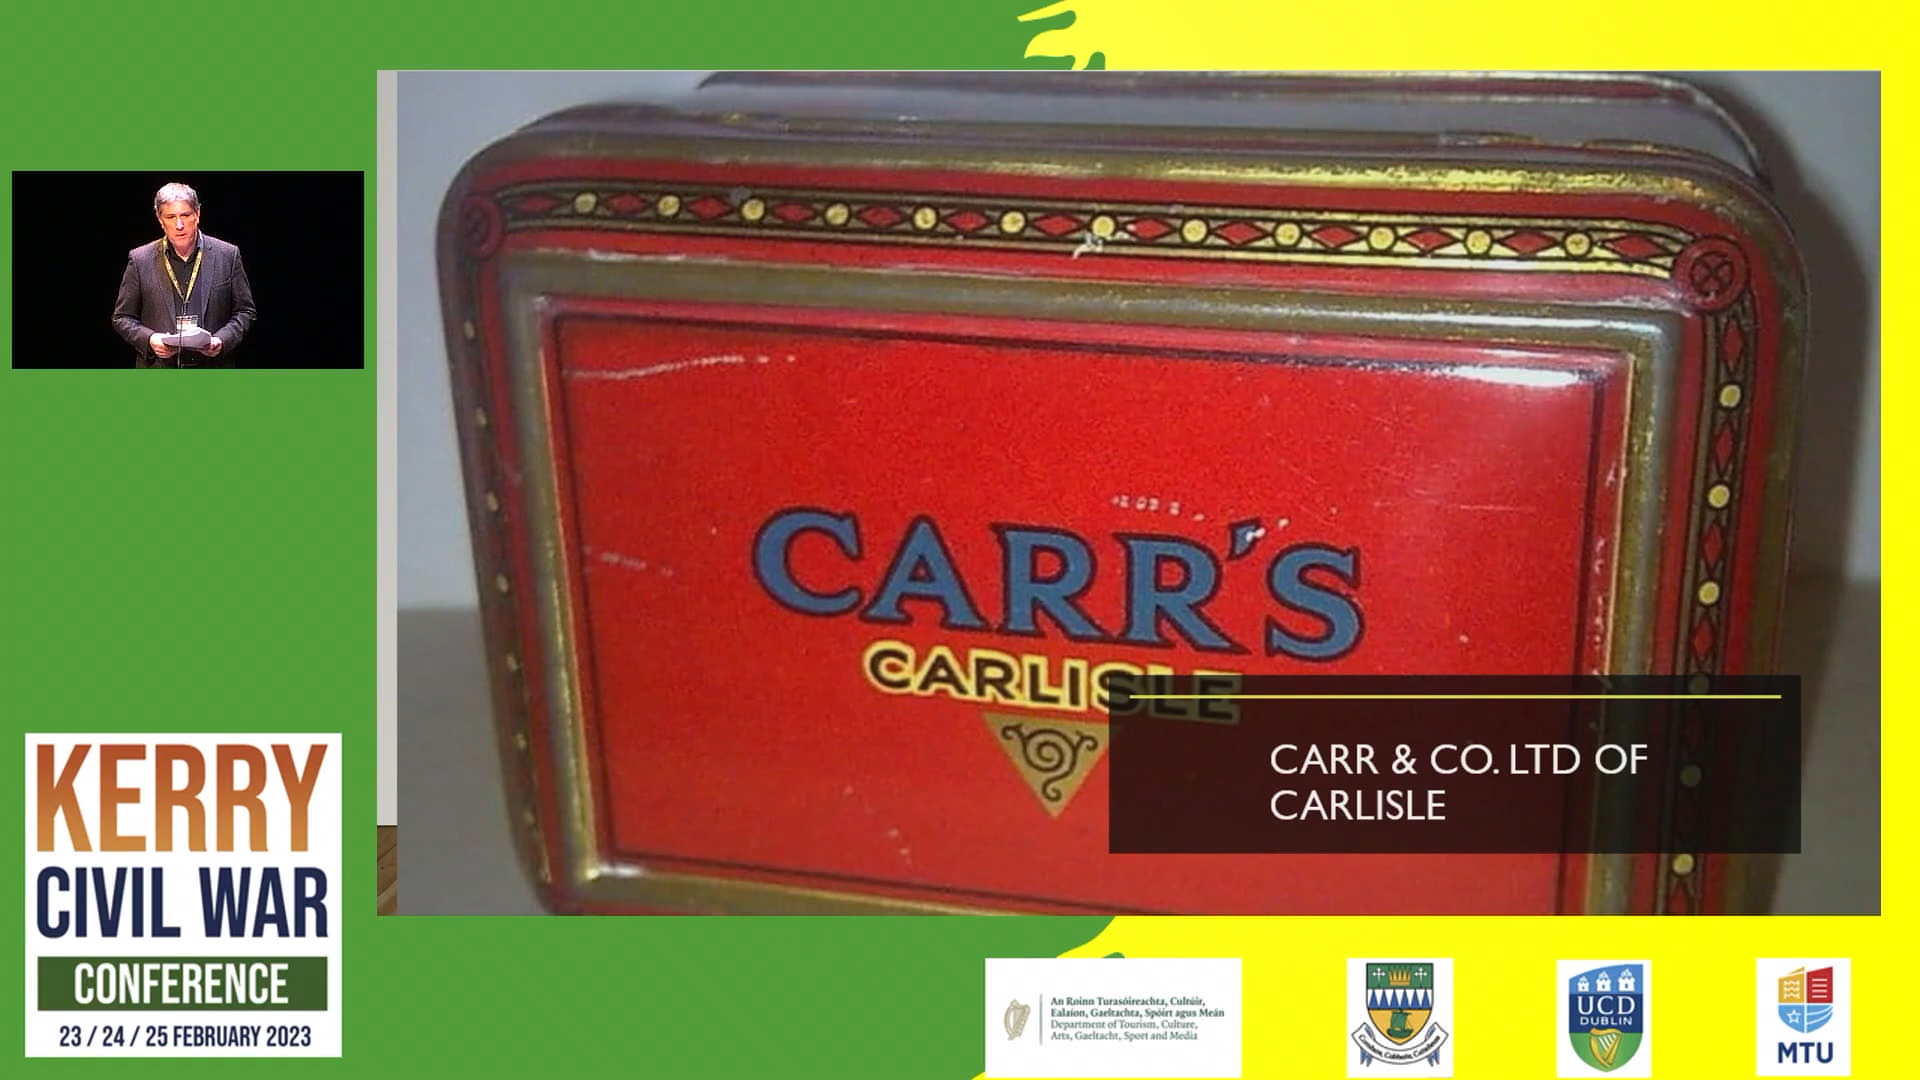 CARR'S
CARLISLE
CARR & CO. LTD OF
CARLISLE
KERRY
CIVIL WAR
CONFERENCE
23 / 24 / 25 FEBRUARY 2023
An Roinn Turasóireachta, Cultúir,
Ealaíon, Gaeltachta, Spóirt agus Meán
Department of Tourism, Culture,
Arts, Gaeltacht, Sport and Media
UCD
DUBLIN
MTU